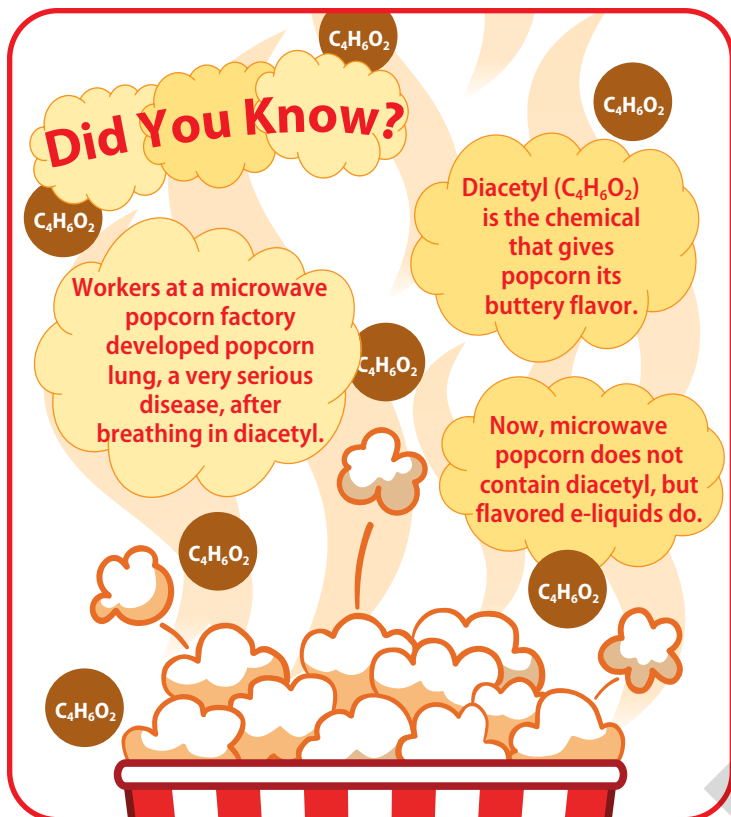 C₄H₆O₂
Did You Know?
C₄H₆O₂
C₄H₆O₂
Diacetyl (C₄H₆O₂)
is the chemical
that gives
popcorn its
buttery flavor.
Workers at a microwave
popcorn factory
developed popcorn
lung, a very serious
disease, after
breathing in diacetyl.
C₄H₆O₂
Now, microwave
popcorn does not
contain diacetyl, but
flavored e-liquids do.
C₄H₆O₂
C₄H₆O₂
C₄H₆O₂